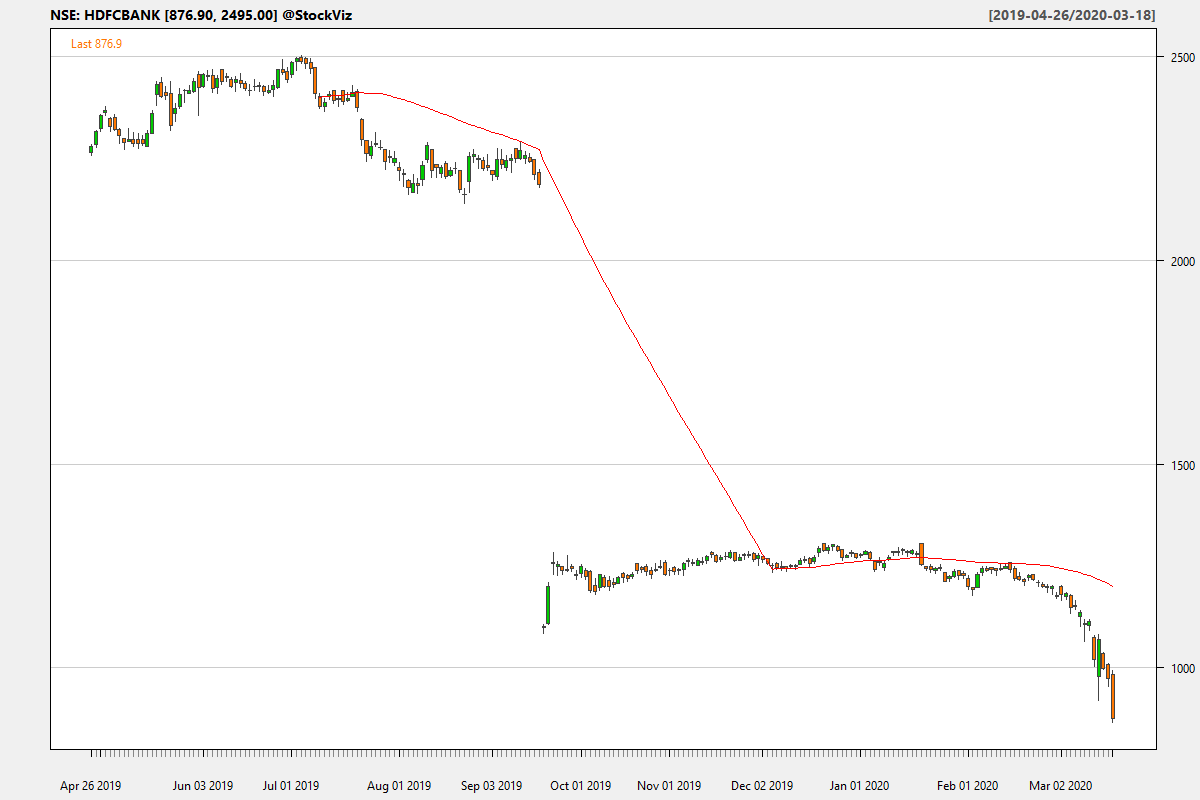 NSE: HDFCBANK [876.90, 2495.00] @StockViz
[2019-04-26/2020-03-18]
Last 876.9
2500
2000
1500
1000
Apr 26 2019 Jun 03 2019 Jul 01 2019 Aug 01 2019 Sep 03 2019 Oct 01 2019 Nov 01 2019 Dec 02 2019 Jan 01 2020 Feb 01 2020 Mar 02 2020